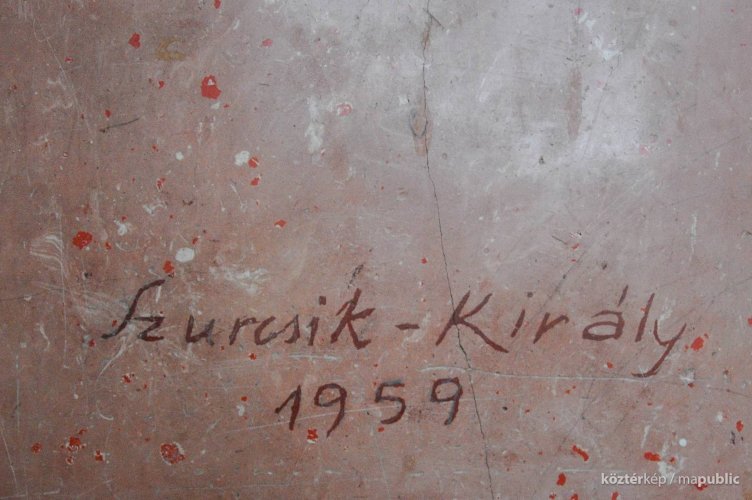 Szurcsik - Király
1959
köztérkép / mapublic